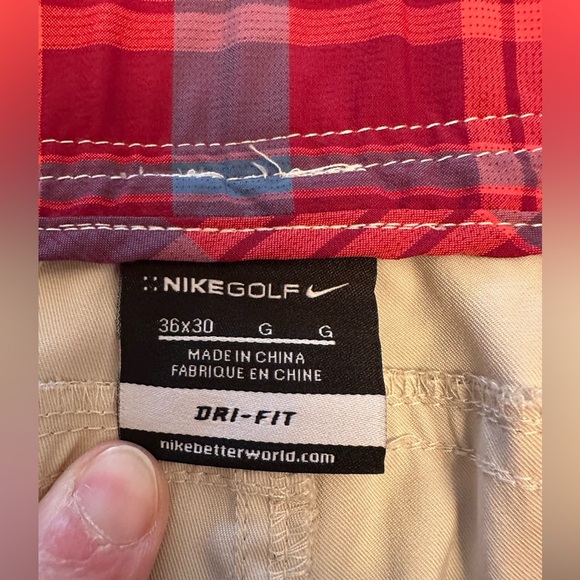 NIKEGOLF
36x30 G G
MADE IN CHINA
FABRIQUE EN CHINE
DRI-FIT
nikebetterworld.com